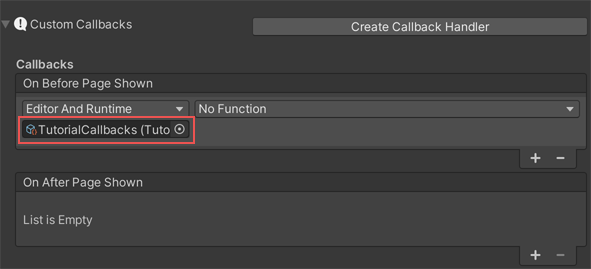 Custom Callbacks
Create Callback Handler
Callbacks
On Before Page Shown
Editor And Runtime
No Function
TutorialCallbacks (Tuto
On After Page Shown
List is Empty